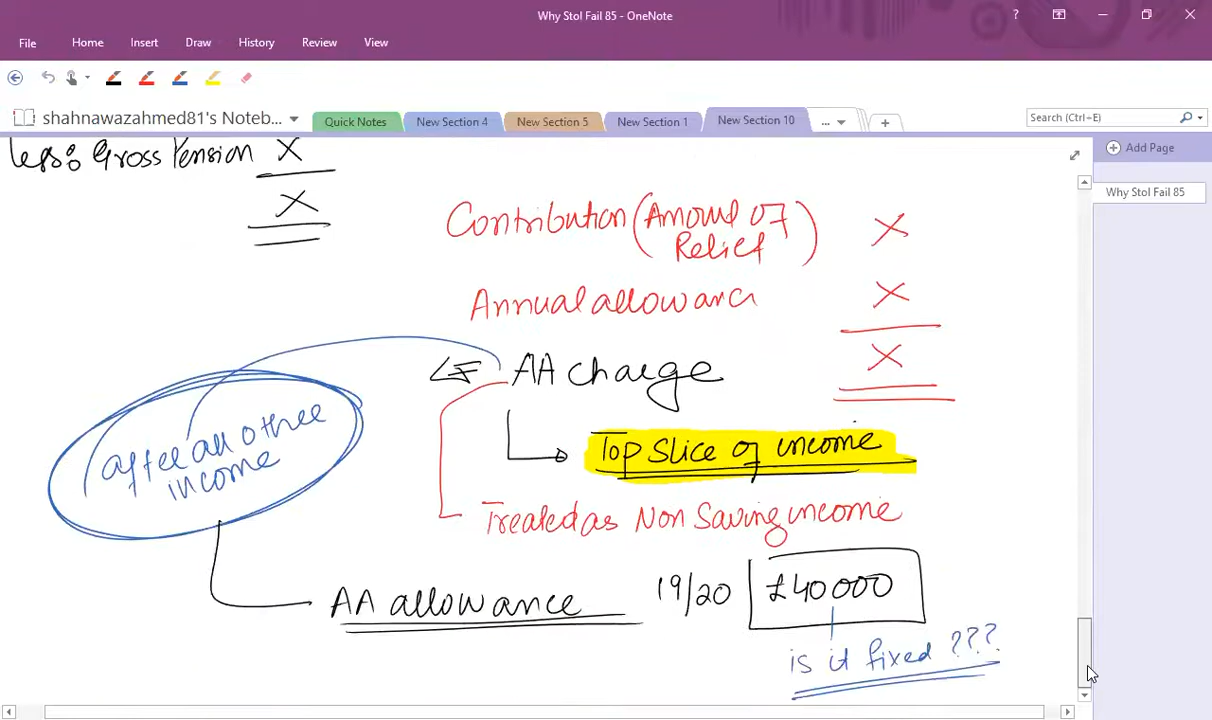 Why Stol Fail 85 - OneNote
?
File Home Insert Draw History Review View
shahnawazahmed81's Noteb...
Quick Notes New Section 4 New Section 5 New Section 1 New Section 10 ... + Search (Ctrl+E)
Add Page
Why Stol Fail 85
Less: Gross Pension X
X
Contribution (Amount of Relief) X
Annual allowance X
AA charge X
Top Slice of income
after all other
income
Treated as Non Saving income
AA allowance 19/20 £40000
is it fixed ???